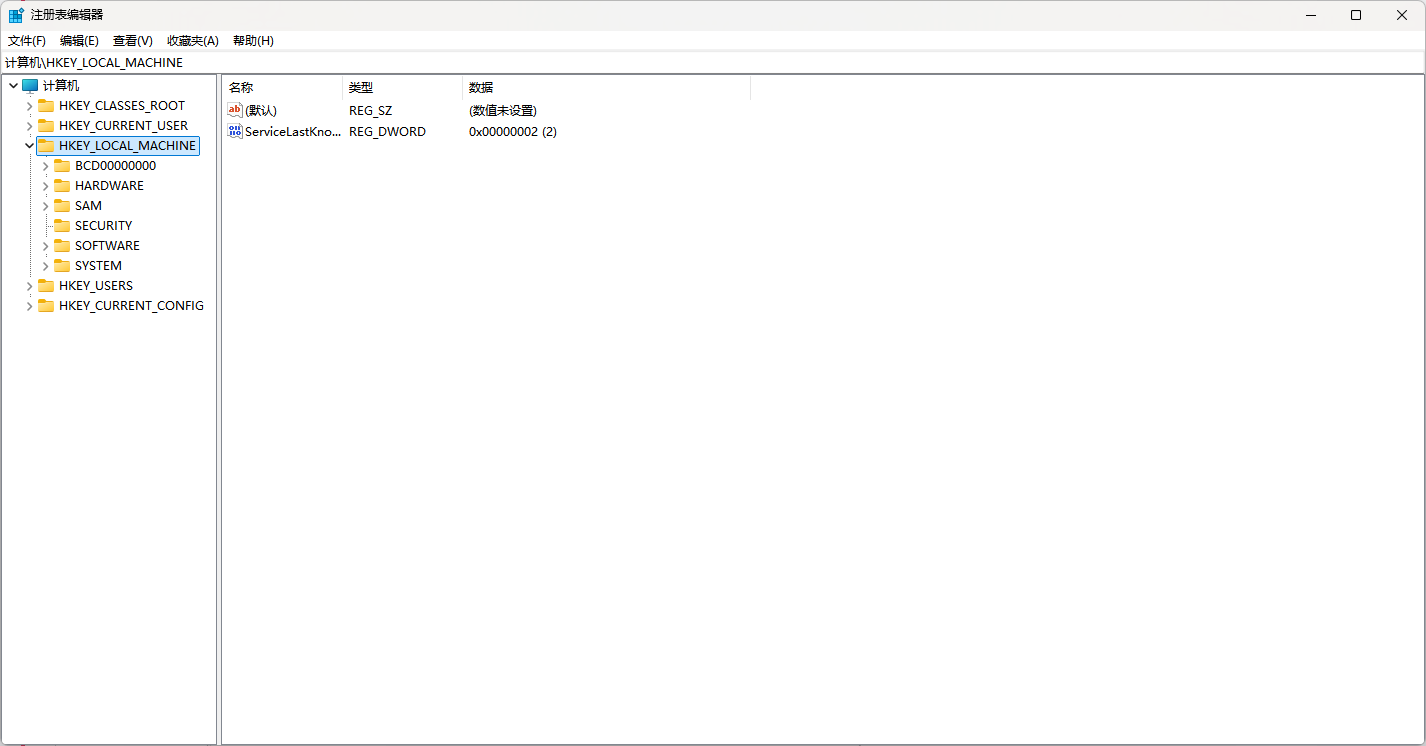 注册表编辑器
文件(F) 编辑(E) 查看(V) 收藏夹(A) 帮助(H)
计算机\HKEY_LOCAL_MACHINE
计算机
HKEY_CLASSES_ROOT
HKEY_CURRENT_USER
HKEY_LOCAL_MACHINE
BCD00000000
HARDWARE
SAM
SECURITY
SOFTWARE
SYSTEM
HKEY_USERS
HKEY_CURRENT_CONFIG
名称 类型 数据
(默认) REG_SZ (数值未设置)
ServiceLastKno... REG_DWORD 0x00000002 (2)